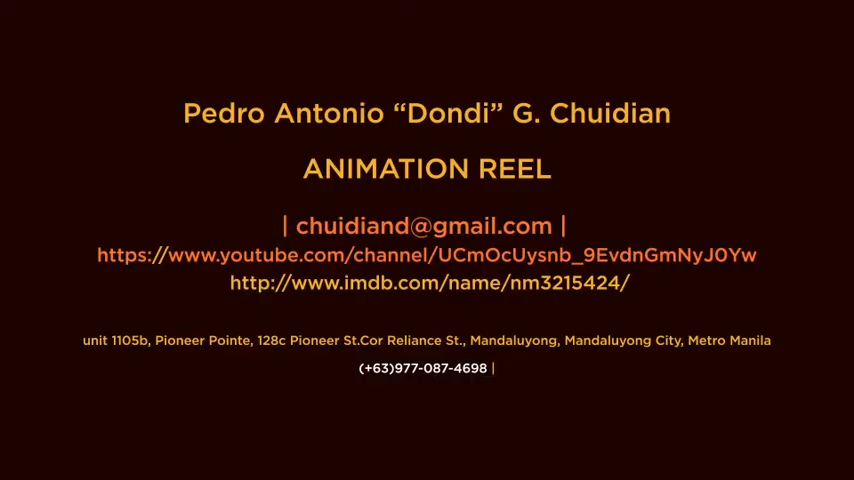 Pedro Antonio “Dondi” G. Chuidian
ANIMATION REEL
| chuidiand@gmail.com |
https://www.youtube.com/channel/UCmOcUysnb_9EvdnGmNyJ0Yw
http://www.imdb.com/name/nm3215424/
unit 1105b, Pioneer Pointe, 128c Pioneer St.Cor Reliance St., Mandaluyong, Mandaluyong City, Metro Manila
(+63)977-087-4698 |